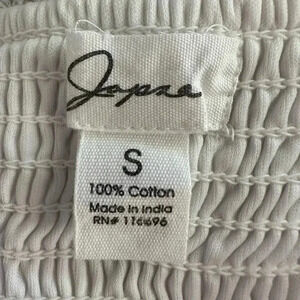 Japna
S
100% Cotton
Made in India
RN# 116696